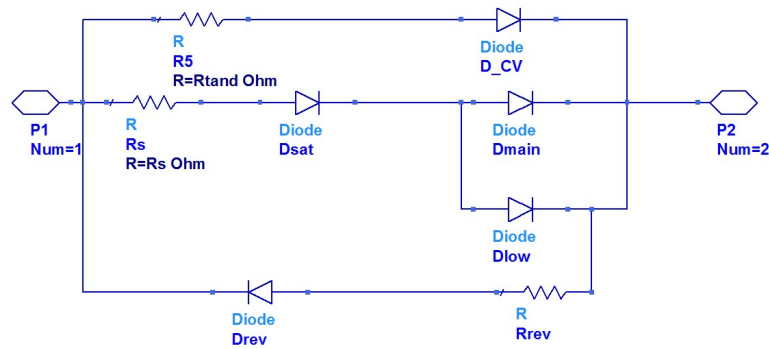 R
R5
R=Rtand Ohm
Diode
D_CV
P1
Num=1
R
Rs
R=Rs Ohm
Diode
Dsat
Diode
Dmain
P2
Num=2
Diode
Dlow
Diode
Drev
R
Rrev